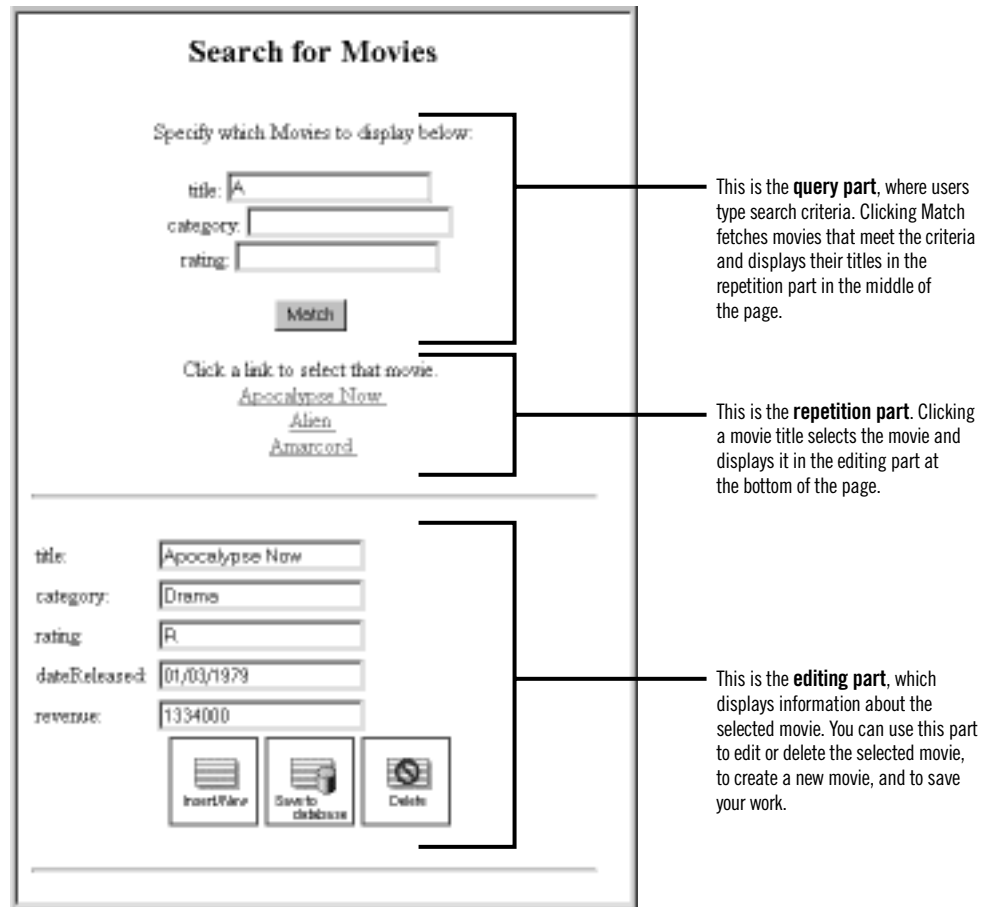 Search for Movies
Specify which Movies to display below:
title: A
category:
rating:
Match
This is the query part, where users
type search criteria. Clicking Match
fetches movies that meet the criteria
and displays their titles in the
repetition part in the middle of
the page.
Click a link to select that movie.
Apocalypse Now
Alien
Amarcord
This is the repetition part. Clicking
a movie title selects the movie and
displays it in the editing part at
the bottom of the page.
title: Apocalypse Now
category: Drama
rating: R
dateReleased: 01/03/1979
revenue: 1334000
Insert/New
Save to
database
Delete
This is the editing part, which
displays information about the
selected movie. You can use this part
to edit or delete the selected movie,
to create a new movie, and to save
your work.